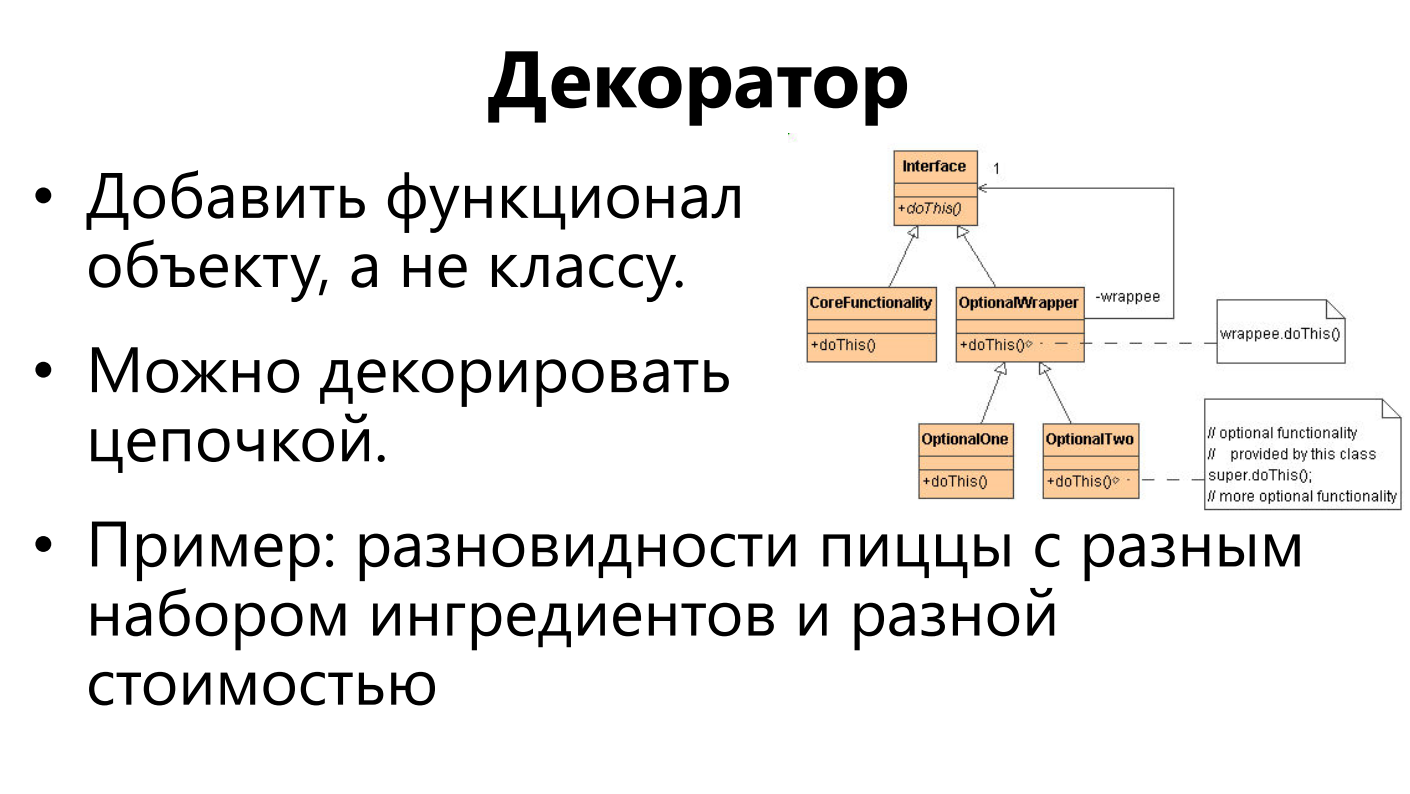 Декоратор
• Добавить функционал
объекту, а не классу.
• Можно декорировать
цепочкой.
• Пример: разновидности пиццы с разным
набором ингредиентов и разной
стоимостью
Interface
1
+doThis()
CoreFunctionality
+doThis()
OptionalWrapper
+doThis()
-wrappee
wrappee.doThis()
OptionalOne
+doThis()
OptionalTwo
+doThis()
// optional functionality
// provided by this class
super.doThis();
// more optional functionality